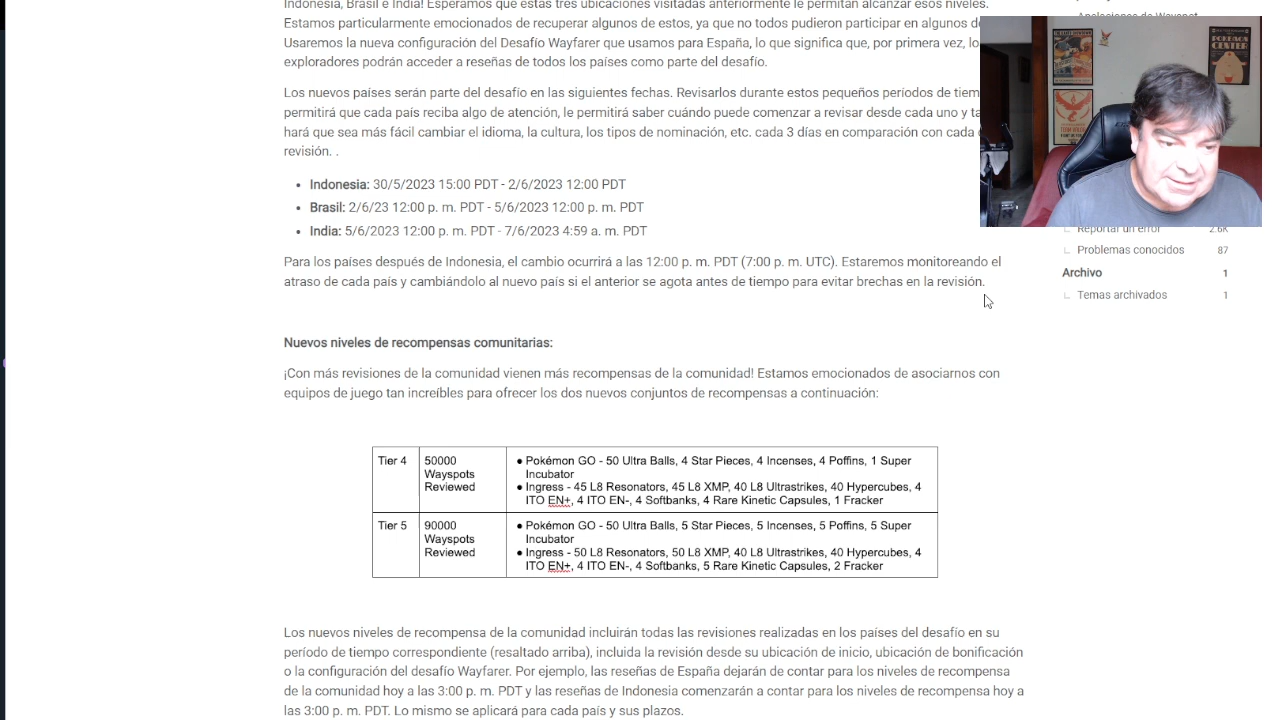 Indonesia, Brasil e India! Esperamos que estas tres ubicaciones visitadas anteriormente le permitan alcanzar esos niveles.
Estamos particularmente emocionados de recuperar algunos de estos, ya que no todos pudieron participar en algunos de
Usaremos la nueva configuración del Desafío Wayfarer que usamos para España, lo que significa que, por primera vez, lo
exploradores podrán acceder a reseñas de todos los países como parte del desafío.
Los nuevos países serán parte del desafío en las siguientes fechas. Revisarlos durante estos pequeños períodos de tiem
permitirá que cada país reciba algo de atención, le permitirá saber cuándo puede comenzar a revisar desde cada uno y ta
hará que sea más fácil cambiar el idioma, la cultura, los tipos de nominación, etc. cada 3 días en comparación con cada
revisión. .
• Indonesia: 30/5/2023 15:00 PDT - 2/6/2023 12:00 PDT
• Brasil: 2/6/23 12:00 p. m. PDT - 5/6/2023 12:00 p. m. PDT
• India: 5/6/2023 12:00 p. m. PDT - 7/6/2023 4:59 a. m. PDT
Para los países después de Indonesia, el cambio ocurrirá a las 12:00 p. m. PDT (7:00 p. m. UTC). Estaremos monitoreando el
atraso de cada país y cambiándolo al nuevo país si el anterior se agota antes de tiempo para evitar brechas en la revisión.
Nuevos niveles de recompensas comunitarias:
¡Con más revisiones de la comunidad vienen más recompensas de la comunidad! Estamos emocionados de asociarnos con
equipos de juego tan increíbles para ofrecer los dos nuevos conjuntos de recompensas a continuación:
Tier 4
50000
Wayspots
Reviewed
● Pokémon GO - 50 Ultra Balls, 4 Star Pieces, 4 Incenses, 4 Poffins, 1 Super
Incubator
● Ingress - 45 L8 Resonators, 45 L8 XMP, 40 L8 Ultrastrikes, 40 Hypercubes, 4
ITO EN+, 4 ITO EN-, 4 Softbanks, 4 Rare Kinetic Capsules, 1 Fracker
Tier 5
90000
Wayspots
Reviewed
● Pokémon GO - 50 Ultra Balls, 5 Star Pieces, 5 Incenses, 5 Poffins, 5 Super
Incubator
● Ingress - 50 L8 Resonators, 50 L8 XMP, 40 L8 Ultrastrikes, 40 Hypercubes, 4
ITO EN+, 4 ITO EN-, 4 Softbanks, 5 Rare Kinetic Capsules, 2 Fracker
Los nuevos niveles de recompensa de la comunidad incluirán todas las revisiones realizadas en los países del desafío en su
período de tiempo correspondiente (resaltado arriba), incluida la revisión desde su ubicación de inicio, ubicación de bonificación
o la configuración del desafío Wayfarer. Por ejemplo, las reseñas de España dejarán de contar para los niveles de recompensa
de la comunidad hoy a las 3:00 p. m. PDT y las reseñas de Indonesia comenzarán a contar para los niveles de recompensa hoy a
las 3:00 p. m. PDT. Lo mismo se aplicará para cada país y sus plazos.
POKEMON
CENTER
Reportar un error 2.6K
Problemas conocidos 87
Archivo 1
Temas archivados 1